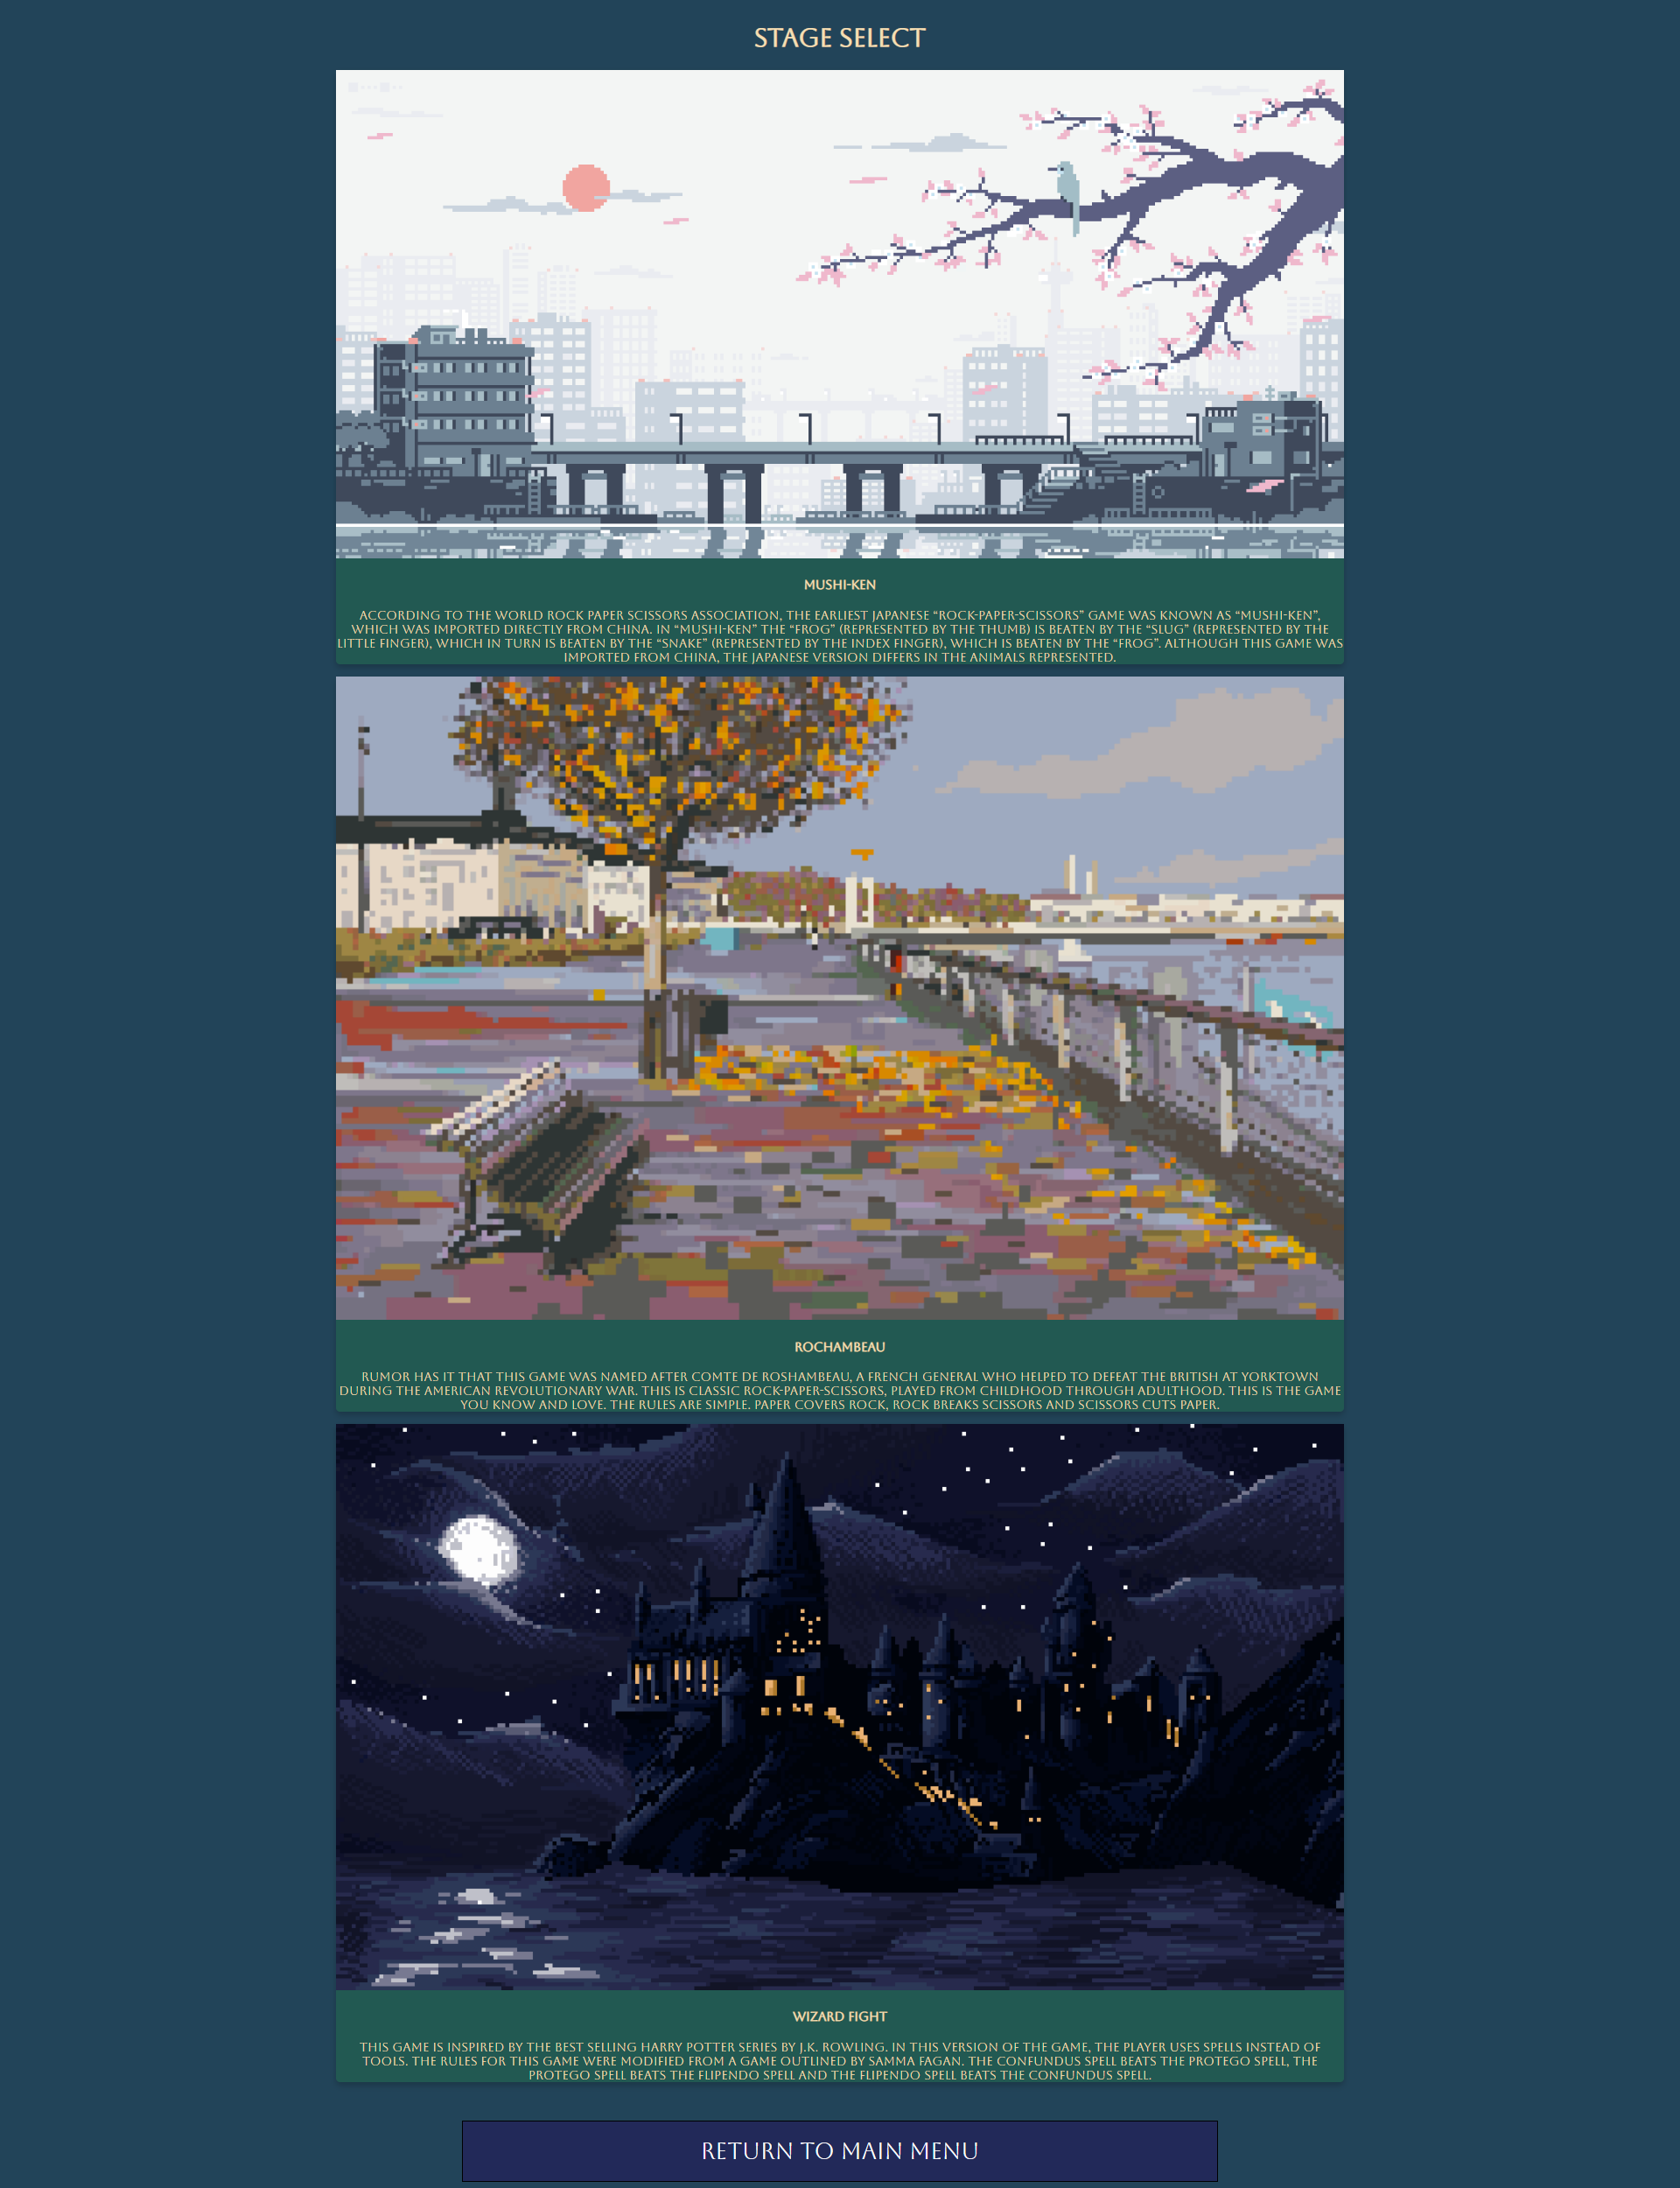 STAGE SELECT
MUSHI-KEN
ACCORDING TO THE WORLD ROCK PAPER SCISSORS ASSOCIATION, THE EARLIEST JAPANESE “ROCK-PAPER-SCISSORS” GAME WAS KNOWN AS “MUSHI-KEN”,
WHICH WAS IMPORTED DIRECTLY FROM CHINA. IN “MUSHI-KEN” THE “FROG” (REPRESENTED BY THE THUMB) IS BEATEN BY THE “SLUG” (REPRESENTED BY THE
LITTLE FINGER), WHICH IN TURN IS BEATEN BY THE “SNAKE” (REPRESENTED BY THE INDEX FINGER), WHICH IS BEATEN BY THE “FROG”. ALTHOUGH THIS GAME WAS
IMPORTED FROM CHINA, THE JAPANESE VERSION DIFFERS IN THE ANIMALS REPRESENTED.
ROCHAMBEAU
RUMOR HAS IT THAT THIS GAME WAS NAMED AFTER COMTE DE ROSHAMBEAU, A FRENCH GENERAL WHO HELPED TO DEFEAT THE BRITISH AT YORKTOWN
DURING THE AMERICAN REVOLUTIONARY WAR. THIS IS CLASSIC ROCK-PAPER-SCISSORS, PLAYED FROM CHILDHOOD THROUGH ADULTHOOD. THIS IS THE GAME
YOU KNOW AND LOVE. THE RULES ARE SIMPLE. PAPER COVERS ROCK, ROCK BREAKS SCISSORS AND SCISSORS CUTS PAPER.
WIZARD FIGHT
THIS GAME IS INSPIRED BY THE BEST SELLING HARRY POTTER SERIES BY J.K. ROWLING. IN THIS VERSION OF THE GAME, THE PLAYER USES SPELLS INSTEAD OF
TOOLS. THE RULES FOR THIS GAME WERE MODIFIED FROM A GAME OUTLINED BY SAMMA FAGAN. THE CONFUNDUS SPELL BEATS THE PROTEGO SPELL, THE
PROTEGO SPELL BEATS THE FLIPENDO SPELL AND THE FLIPENDO SPELL BEATS THE CONFUNDUS SPELL.
RETURN TO MAIN MENU